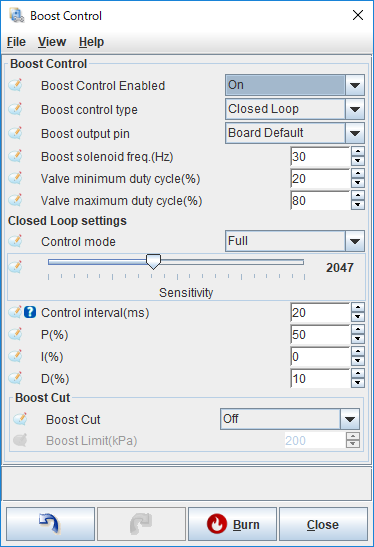 Boost Control
File View Help
Boost Control
Boost Control Enabled On
Boost control type Closed Loop
Boost output pin Board Default
Boost solenoid freq.(Hz) 30
Valve minimum duty cycle(%) 20
Valve maximum duty cycle(%) 80
Closed Loop settings
Control mode Full
2047
Sensitivity
? Control interval(ms) 20
P(%) 50
I(%) 0
D(%) 10
Boost Cut
Boost Cut Off
Boost Limit(kPa) 200
Burn Close